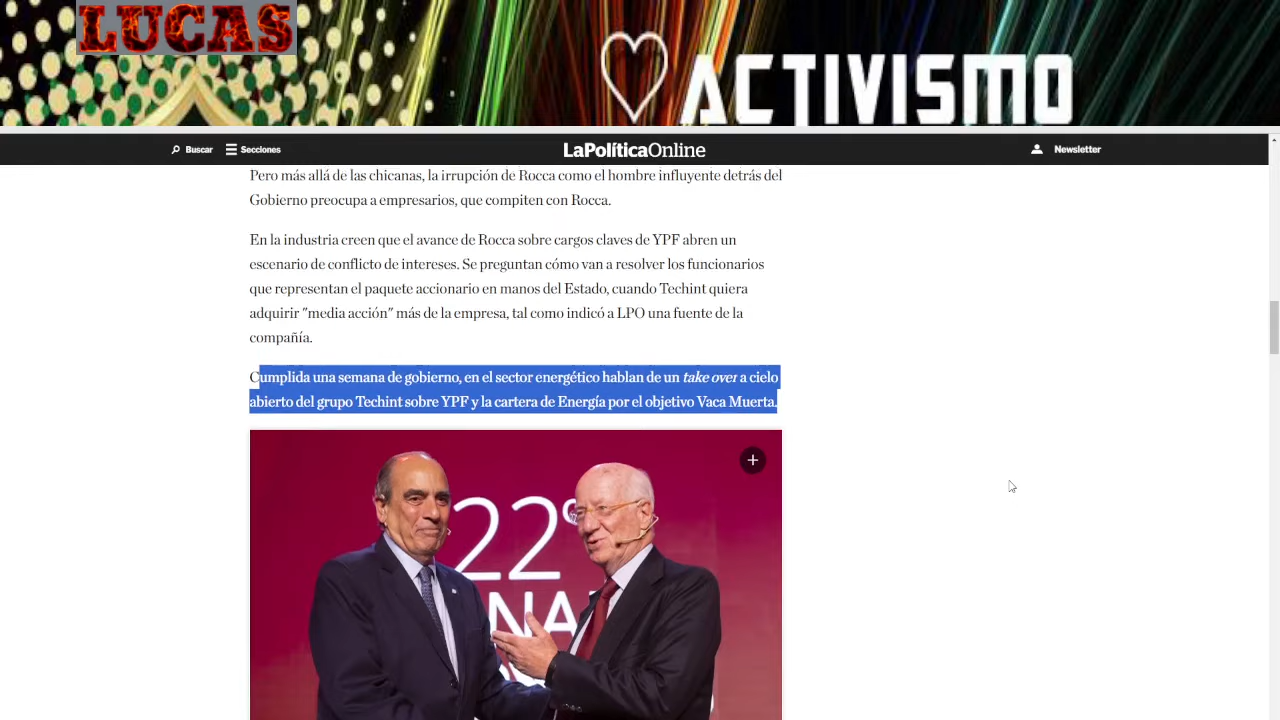 LUCAS
ACTIVISMO
Buscar
Secciones
LaPolíticaOnline
Newsletter
Pero más allá de las chicanas, la irrupción de Rocca como el hombre influyente detrás del
Gobierno preocupa a empresarios, que compiten con Rocca.
En la industria creen que el avance de Rocca sobre cargos claves de YPF abren un
escenario de conflicto de intereses. Se preguntan cómo van a resolver los funcionarios
que representan el paquete accionario en manos del Estado, cuando Techint quiera
adquirir "media acción" más de la empresa, tal como indicó a LPO una fuente de la
compañía.
Cumplida una semana de gobierno, en el sector energético hablan de un take over a cielo
abierto del grupo Techint sobre YPF y la cartera de Energía por el objetivo Vaca Muerta.
22º